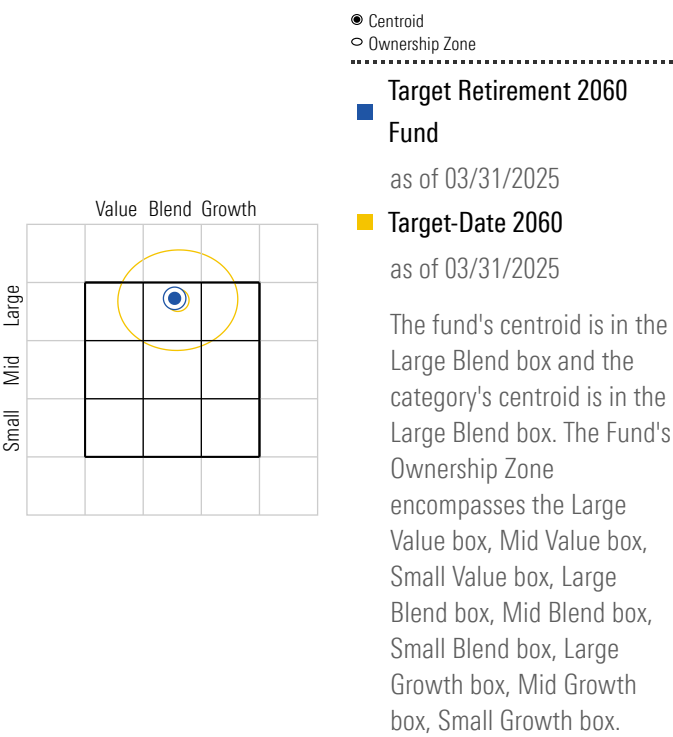 Centroid
Ownership Zone
Target Retirement 2060
Fund
as of 03/31/2025
Target-Date 2060
as of 03/31/2025
The fund's centroid is in the
Large Blend box and the
category's centroid is in the
Large Blend box. The Fund's
Ownership Zone
encompasses the Large
Value box, Mid Value box,
Small Value box, Large
Blend box, Mid Blend box,
Small Blend box, Large
Growth box, Mid Growth
box, Small Growth box.
Value Blend Growth
Large
Mid
Small